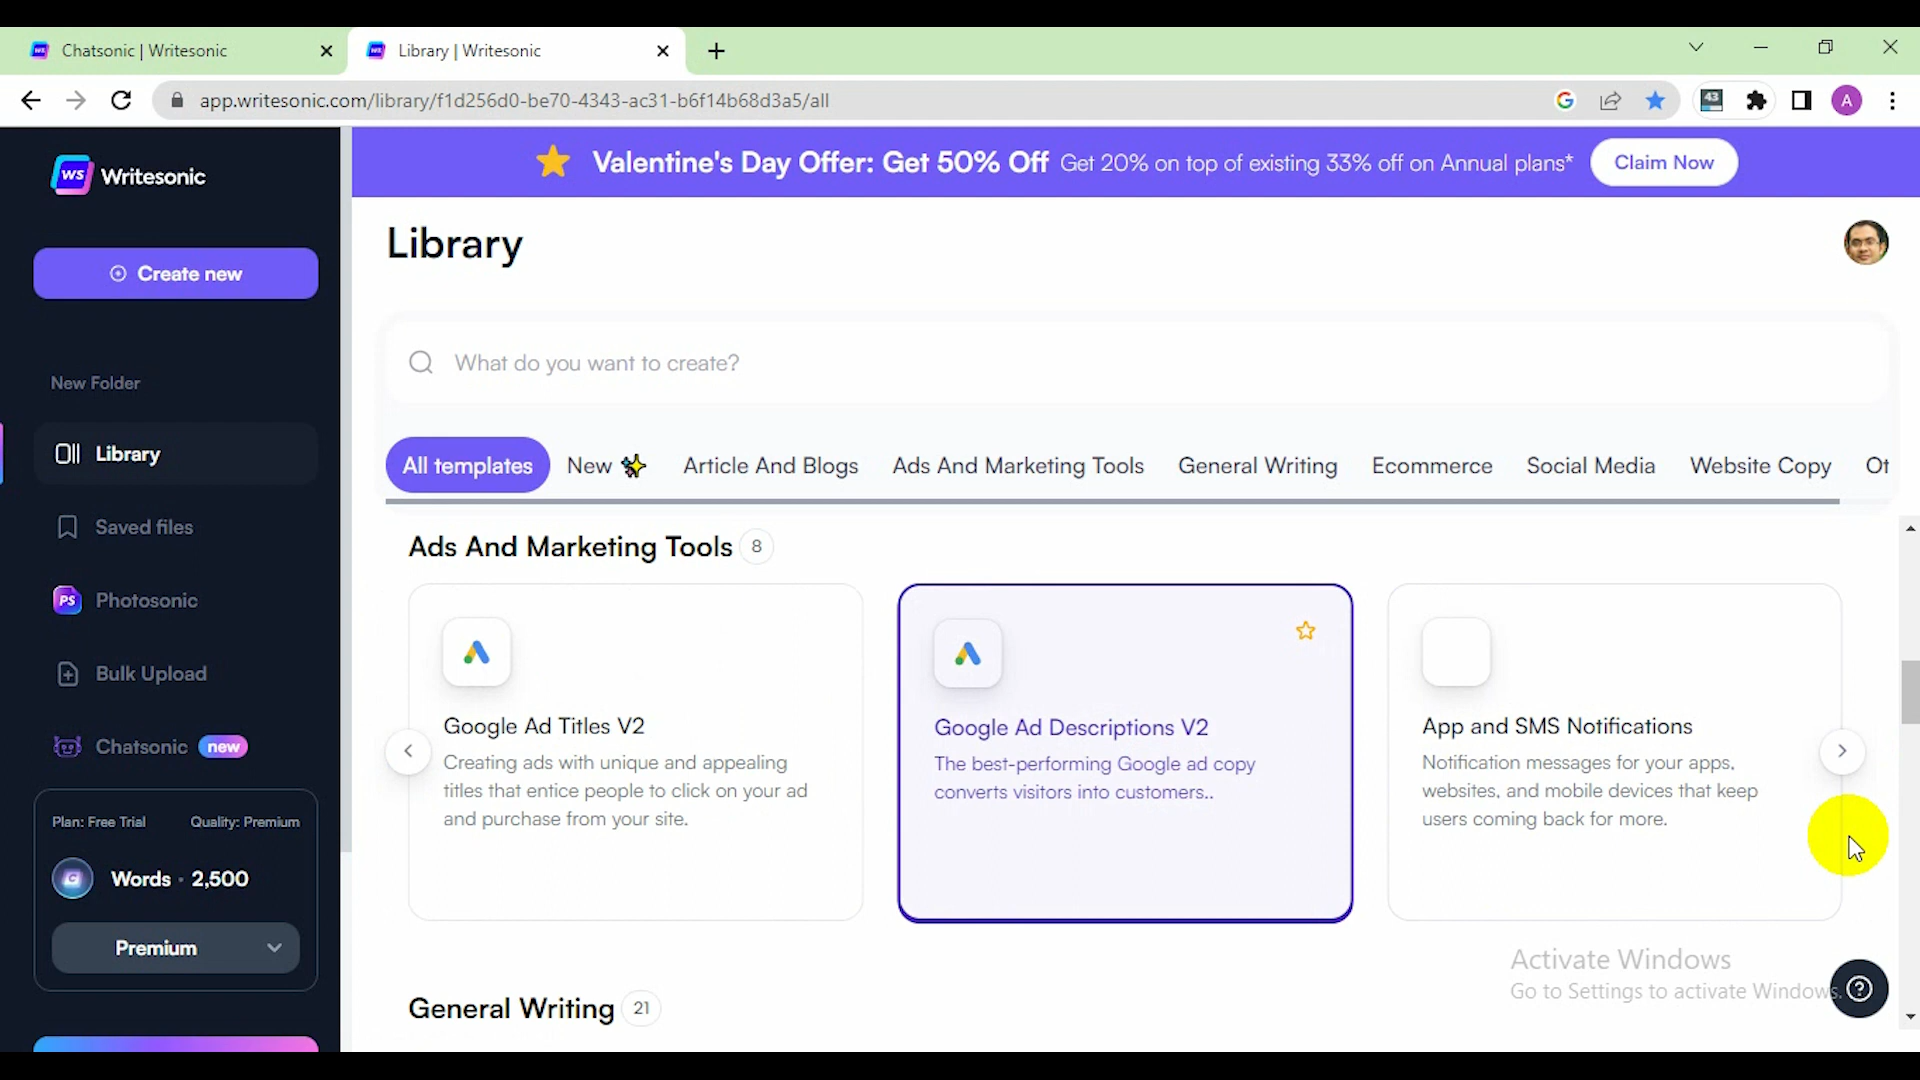 Chatsonic | Writesonic
Library | Writesonic
app.writesonic.com/library/f1d256d0-be70-4343-ac31-b6f14b68d3a5/all
43
A
WS Writesonic
Valentine's Day Offer: Get 50% Off Get 20% on top of existing 33% off on Annual plans* Claim Now
Create new
Library
What do you want to create?
New Folder
Library
Saved files
PS Photosonic
Bulk Upload
Chatsonic new
Plan: Free Trial Quality: Premium
G Words · 2,500
Premium
All templates New Article And Blogs Ads And Marketing Tools General Writing Ecommerce Social Media Website Copy Ot
Ads And Marketing Tools 8
Google Ad Titles V2
Creating ads with unique and appealing
titles that entice people to click on your ad
and purchase from your site.
Google Ad Descriptions V2
The best-performing Google ad copy
converts visitors into customers..
App and SMS Notifications
Notification messages for your apps,
websites, and mobile devices that keep
users coming back for more.
General Writing 21
Activate Windows
Go to Settings to activate Windows.